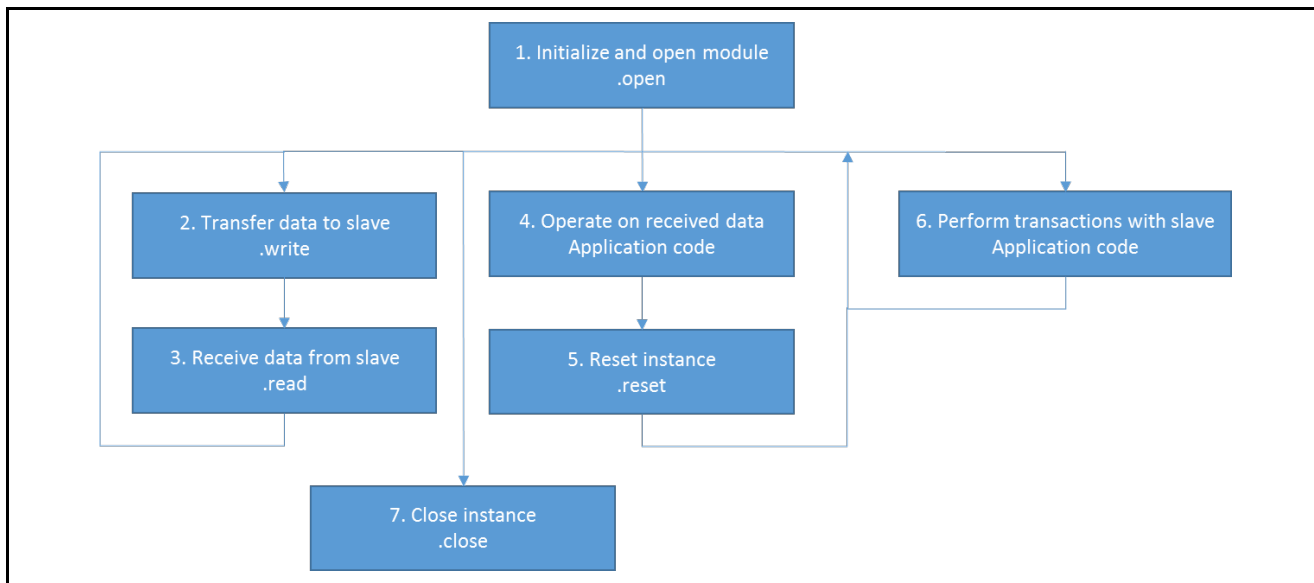 1. Initialize and open module
.open
2. Transfer data to slave
.write
3. Receive data from slave
.read
4. Operate on received data
Application code
5. Reset instance
.reset
6. Perform transactions with slave
Application code
7. Close instance
.close